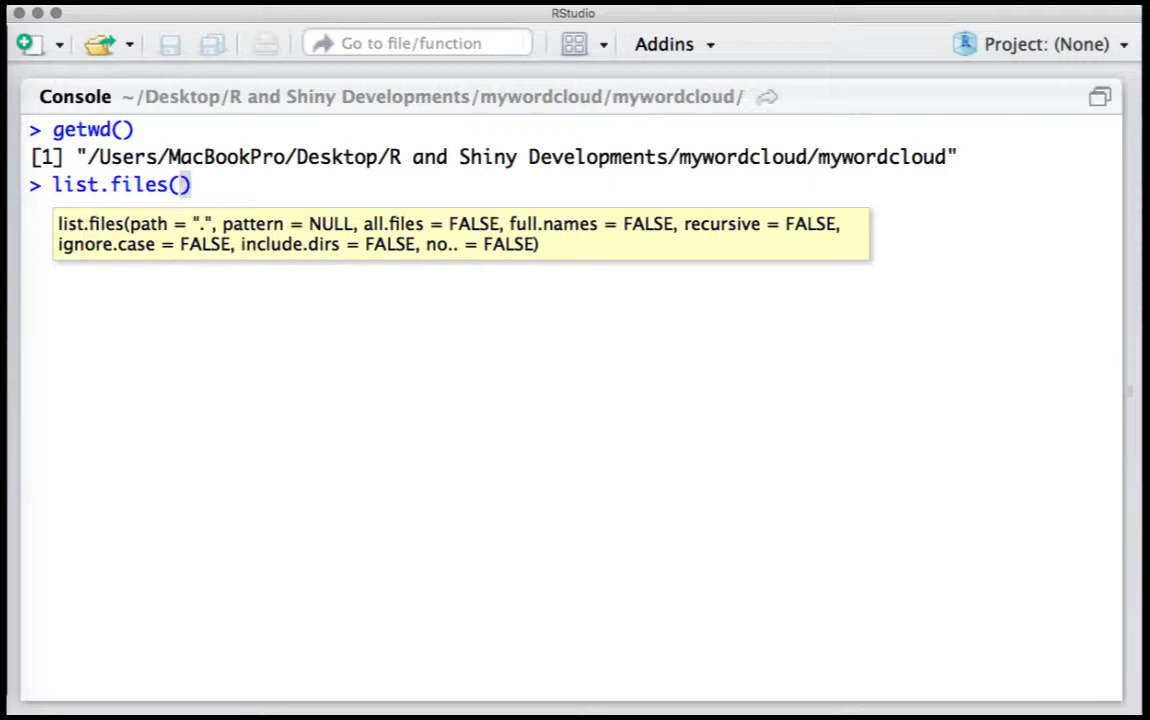 RStudio
Go to file/function Addins Project: (None)
Console ~/Desktop/R and Shiny Developments/mywordcloud/mywordcloud/
> getwd()
[1] "/Users/MacBookPro/Desktop/R and Shiny Developments/mywordcloud/mywordcloud"
> list.files()
list.files(path = ".", pattern = NULL, all.files = FALSE, full.names = FALSE, recursive = FALSE,
ignore.case = FALSE, include.dirs = FALSE, no.. = FALSE)